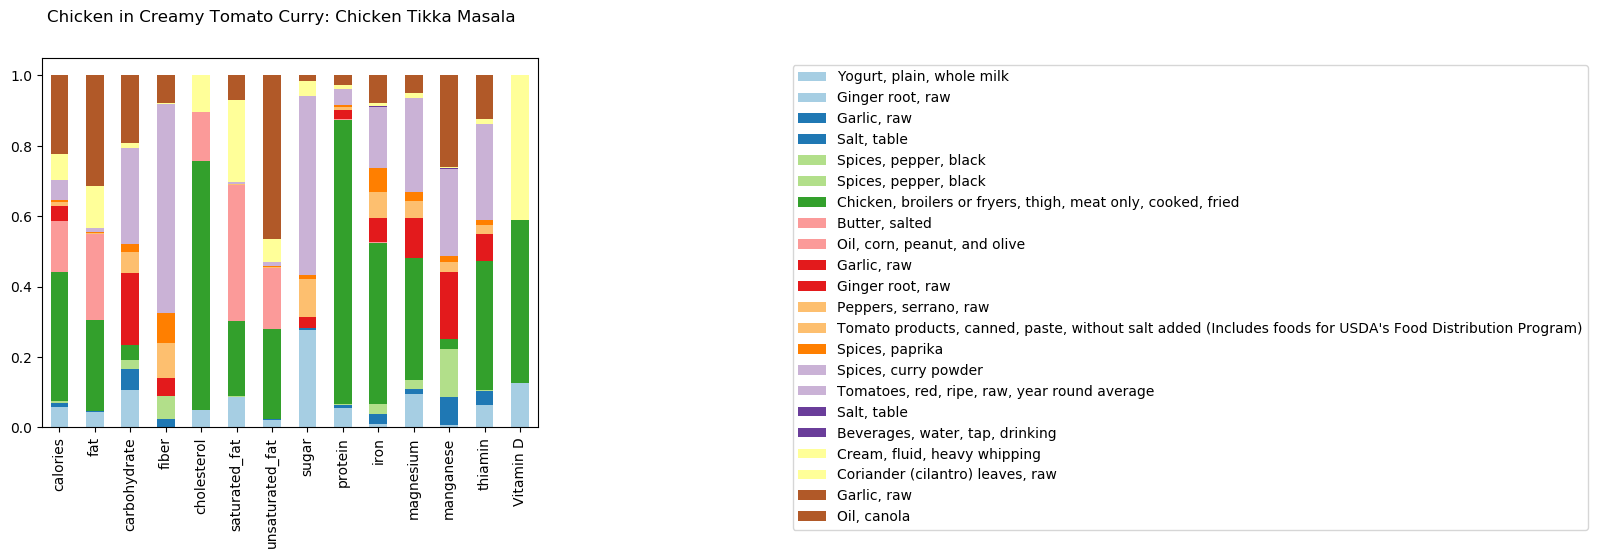 Chicken in Creamy Tomato Curry: Chicken Tikka Masala
1.0
0.8
0.6
0.4
0.2
0.0
calories
fat
carbohydrate
fiber
cholesterol
saturated_fat
unsaturated_fat
sugar
protein
iron
magnesium
manganese
thiamin
Vitamin D
Yogurt, plain, whole milk
Ginger root, raw
Garlic, raw
Salt, table
Spices, pepper, black
Spices, pepper, black
Chicken, broilers or fryers, thigh, meat only, cooked, fried
Butter, salted
Oil, corn, peanut, and olive
Garlic, raw
Ginger root, raw
Peppers, serrano, raw
Tomato products, canned, paste, without salt added (Includes foods for USDA's Food Distribution Program)
Spices, paprika
Spices, curry powder
Tomatoes, red, ripe, raw, year round average
Salt, table
Beverages, water, tap, drinking
Cream, fluid, heavy whipping
Coriander (cilantro) leaves, raw
Garlic, raw
Oil, canola